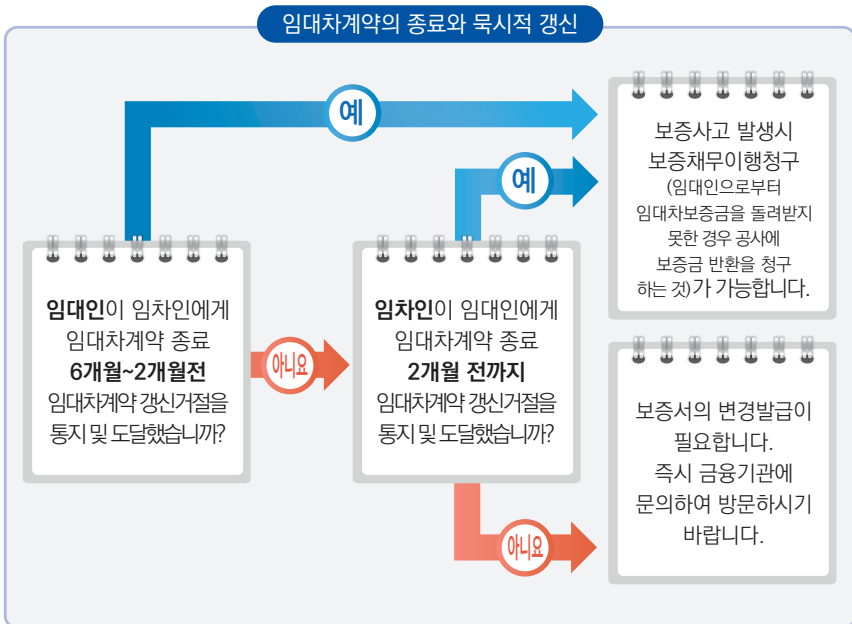 임대차계약의 종료와 묵시적 갱신
예
보증사고 발생시
보증채무이행청구
(임대인으로부터
임대차보증금을 돌려받지
못한 경우 공사에
보증금 반환을 청구
하는 것)가 가능합니다.
예
임대인이 임차인에게
임대차계약 종료
6개월~2개월전
임대차계약 갱신거절을
통지 및 도달했습니까?
아니요
임차인이 임대인에게
임대차계약 종료
2개월 전까지
임대차계약 갱신거절을
통지 및 도달했습니까?
아니요
보증서의 변경발급이
필요합니다.
즉시 금융기관에
문의하여 방문하시기
바랍니다.